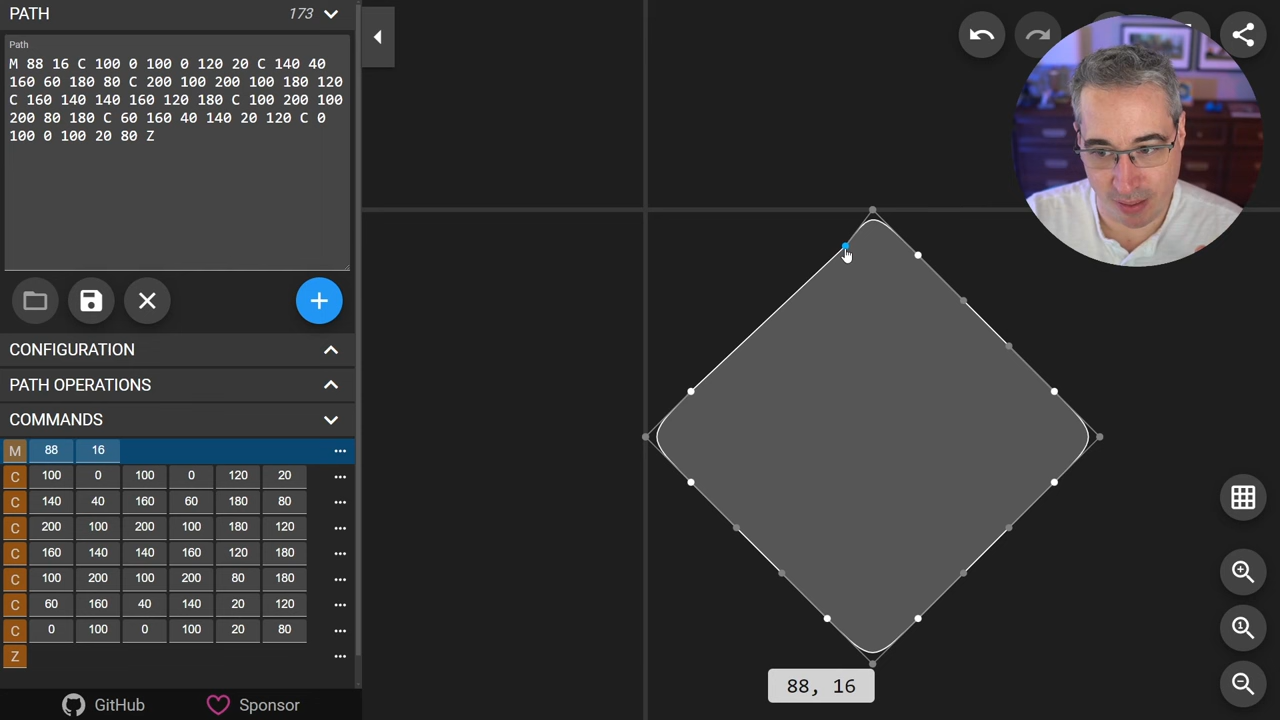 PATH 173
Path
M 88 16 C 100 0 100 0 120 20 C 140 40
160 60 180 80 C 200 100 200 100 180 120
C 160 140 140 160 120 180 C 100 200 100
200 80 180 C 60 160 40 140 20 120 C 0
100 0 100 20 80 Z
CONFIGURATION
PATH OPERATIONS
COMMANDS
M 88 16
C 100 0 100 0 120 20
C 140 40 160 60 180 80
C 200 100 200 100 180 120
C 160 140 140 160 120 180
C 100 200 100 200 80 180
C 60 160 40 140 20 120
C 0 100 0 100 20 80
Z
GitHub Sponsor
88, 16
1